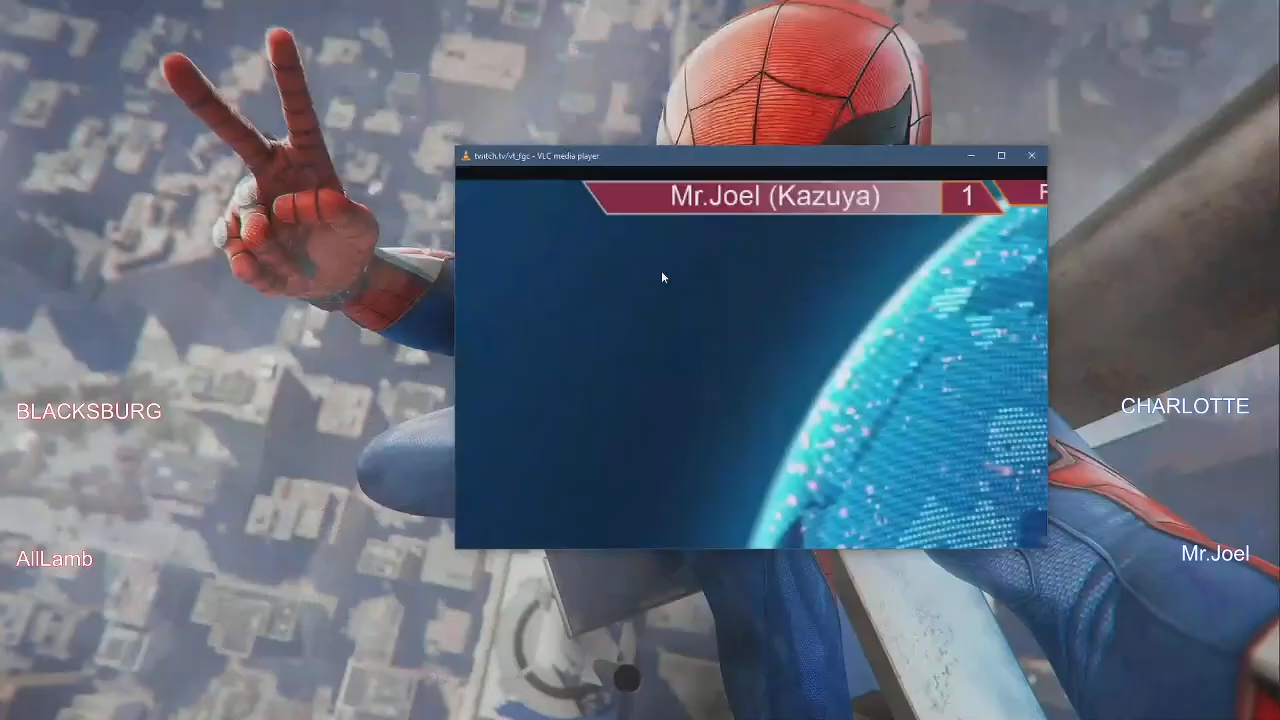 twitch.tv/vt_fgc - VLC media player
Mr.Joel (Kazuya) 1
BLACKSBURG
CHARLOTTE
AllLamb
Mr.Joel